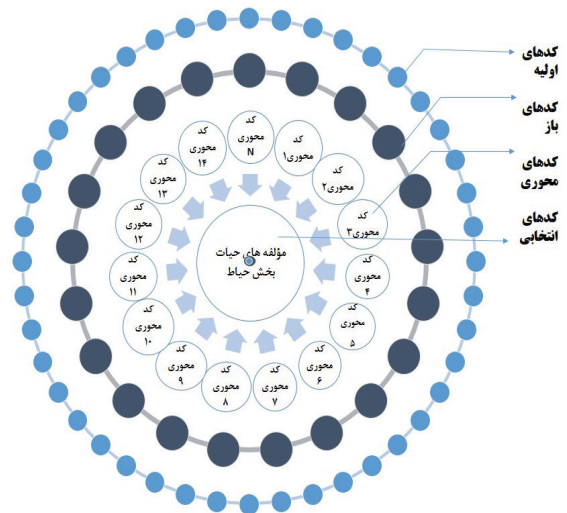 کدهای
اولیه
کدهای
باز
کدهای
محوری
کدهای
انتخابی
مؤلفه های حیات
بخش حیاط
کد
محوری
N
کد
محوری۱
کد
محوری۲
کد
محوری۳
کد
محوری
۴
کد
محوری
۵
کد
محوری
۶
کد
محوری
۷
کد
محوری
۸
کد
محوری
۹
کد
محوری
۱۰
کد
محوری
۱۱
کد
محوری
۱۲
کد
محوری
۱۳
کد
محوری
۱۴